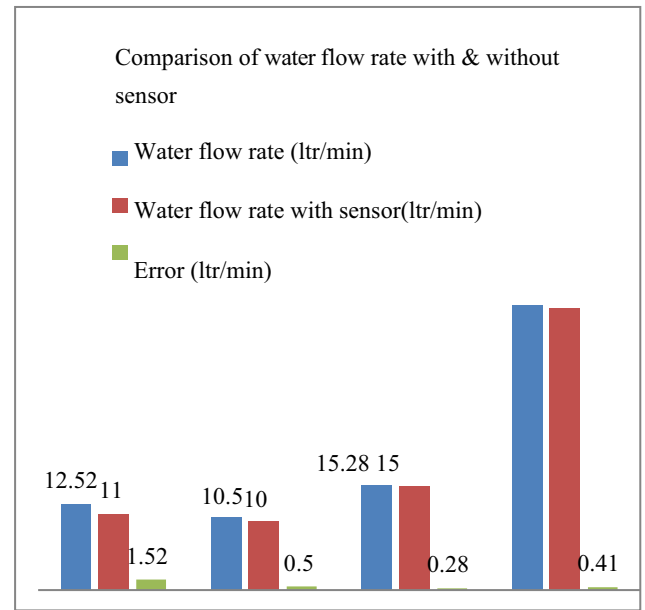 Comparison of water flow rate with & without
sensor
Water flow rate (ltr/min)
Water flow rate with sensor(ltr/min)
Error (ltr/min)
15.28 15
12.52
11
10.5
10
1.52
0.5
0.28
0.41